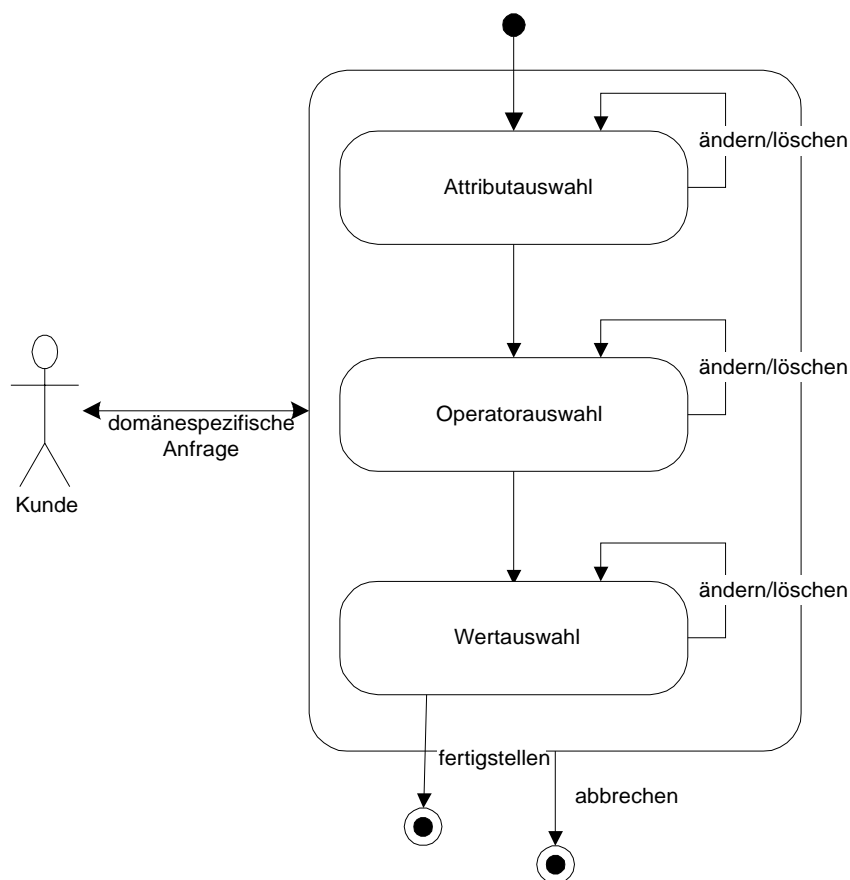 ändern/löschen
Attributauswahl
ändern/löschen
Operatorauswahl
domänespezifische
Anfrage
Kunde
ändern/löschen
Wertauswahl
fertigstellen
abbrechen